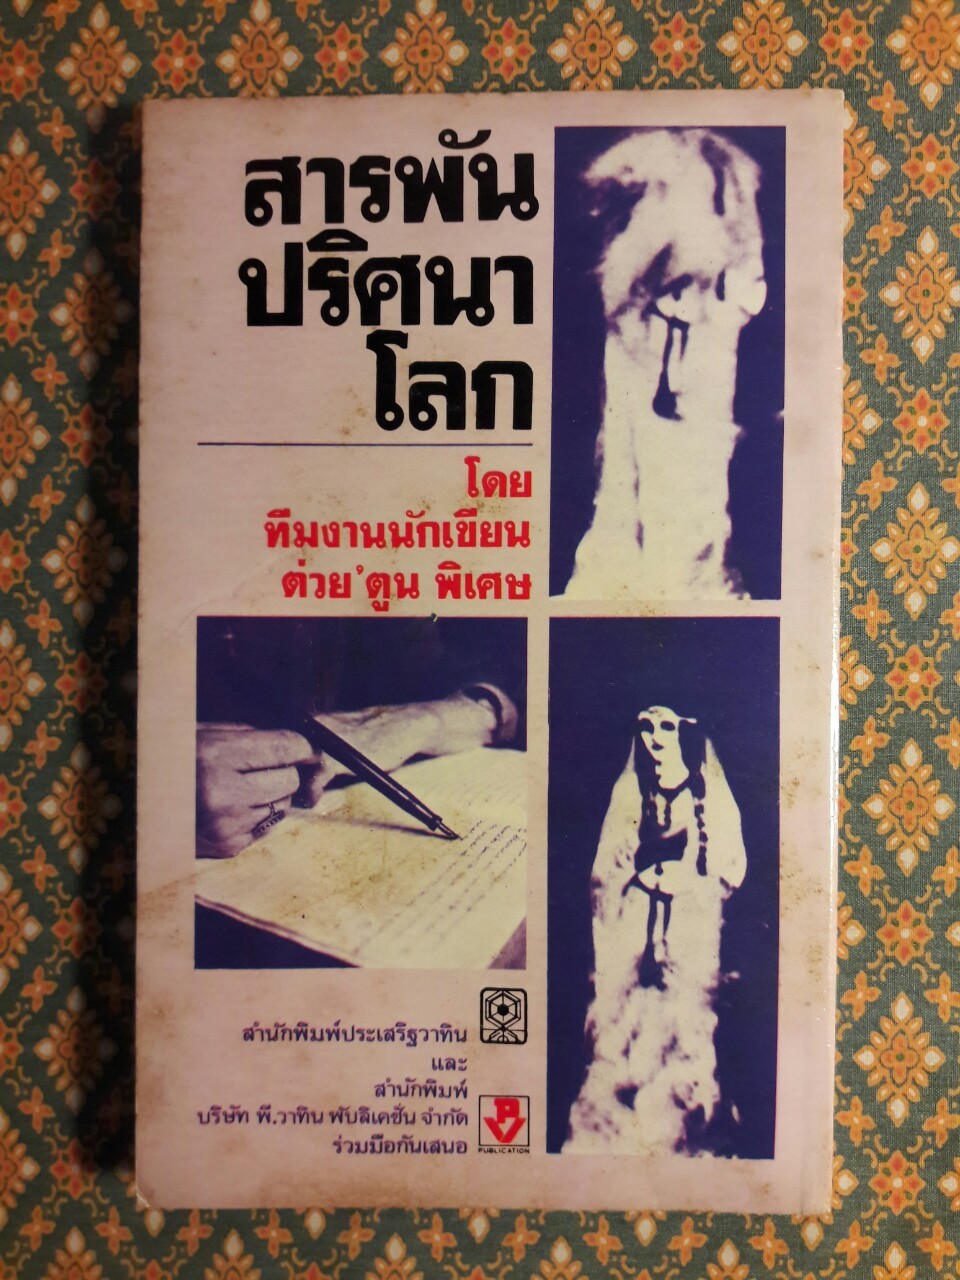 สารพัน
ปริศนา
โลก
โดย
ทีมงานนักเขียน
ต่วย'ตูน พิเศษ
สำนักพิมพ์ประเสริฐวาทิน
และ
สำนักพิมพ์
บริษัท พี.วาทิน พับลิเคชั่น จำกัด
ร่วมมือกันเสนอ
PV
PUBLICATION